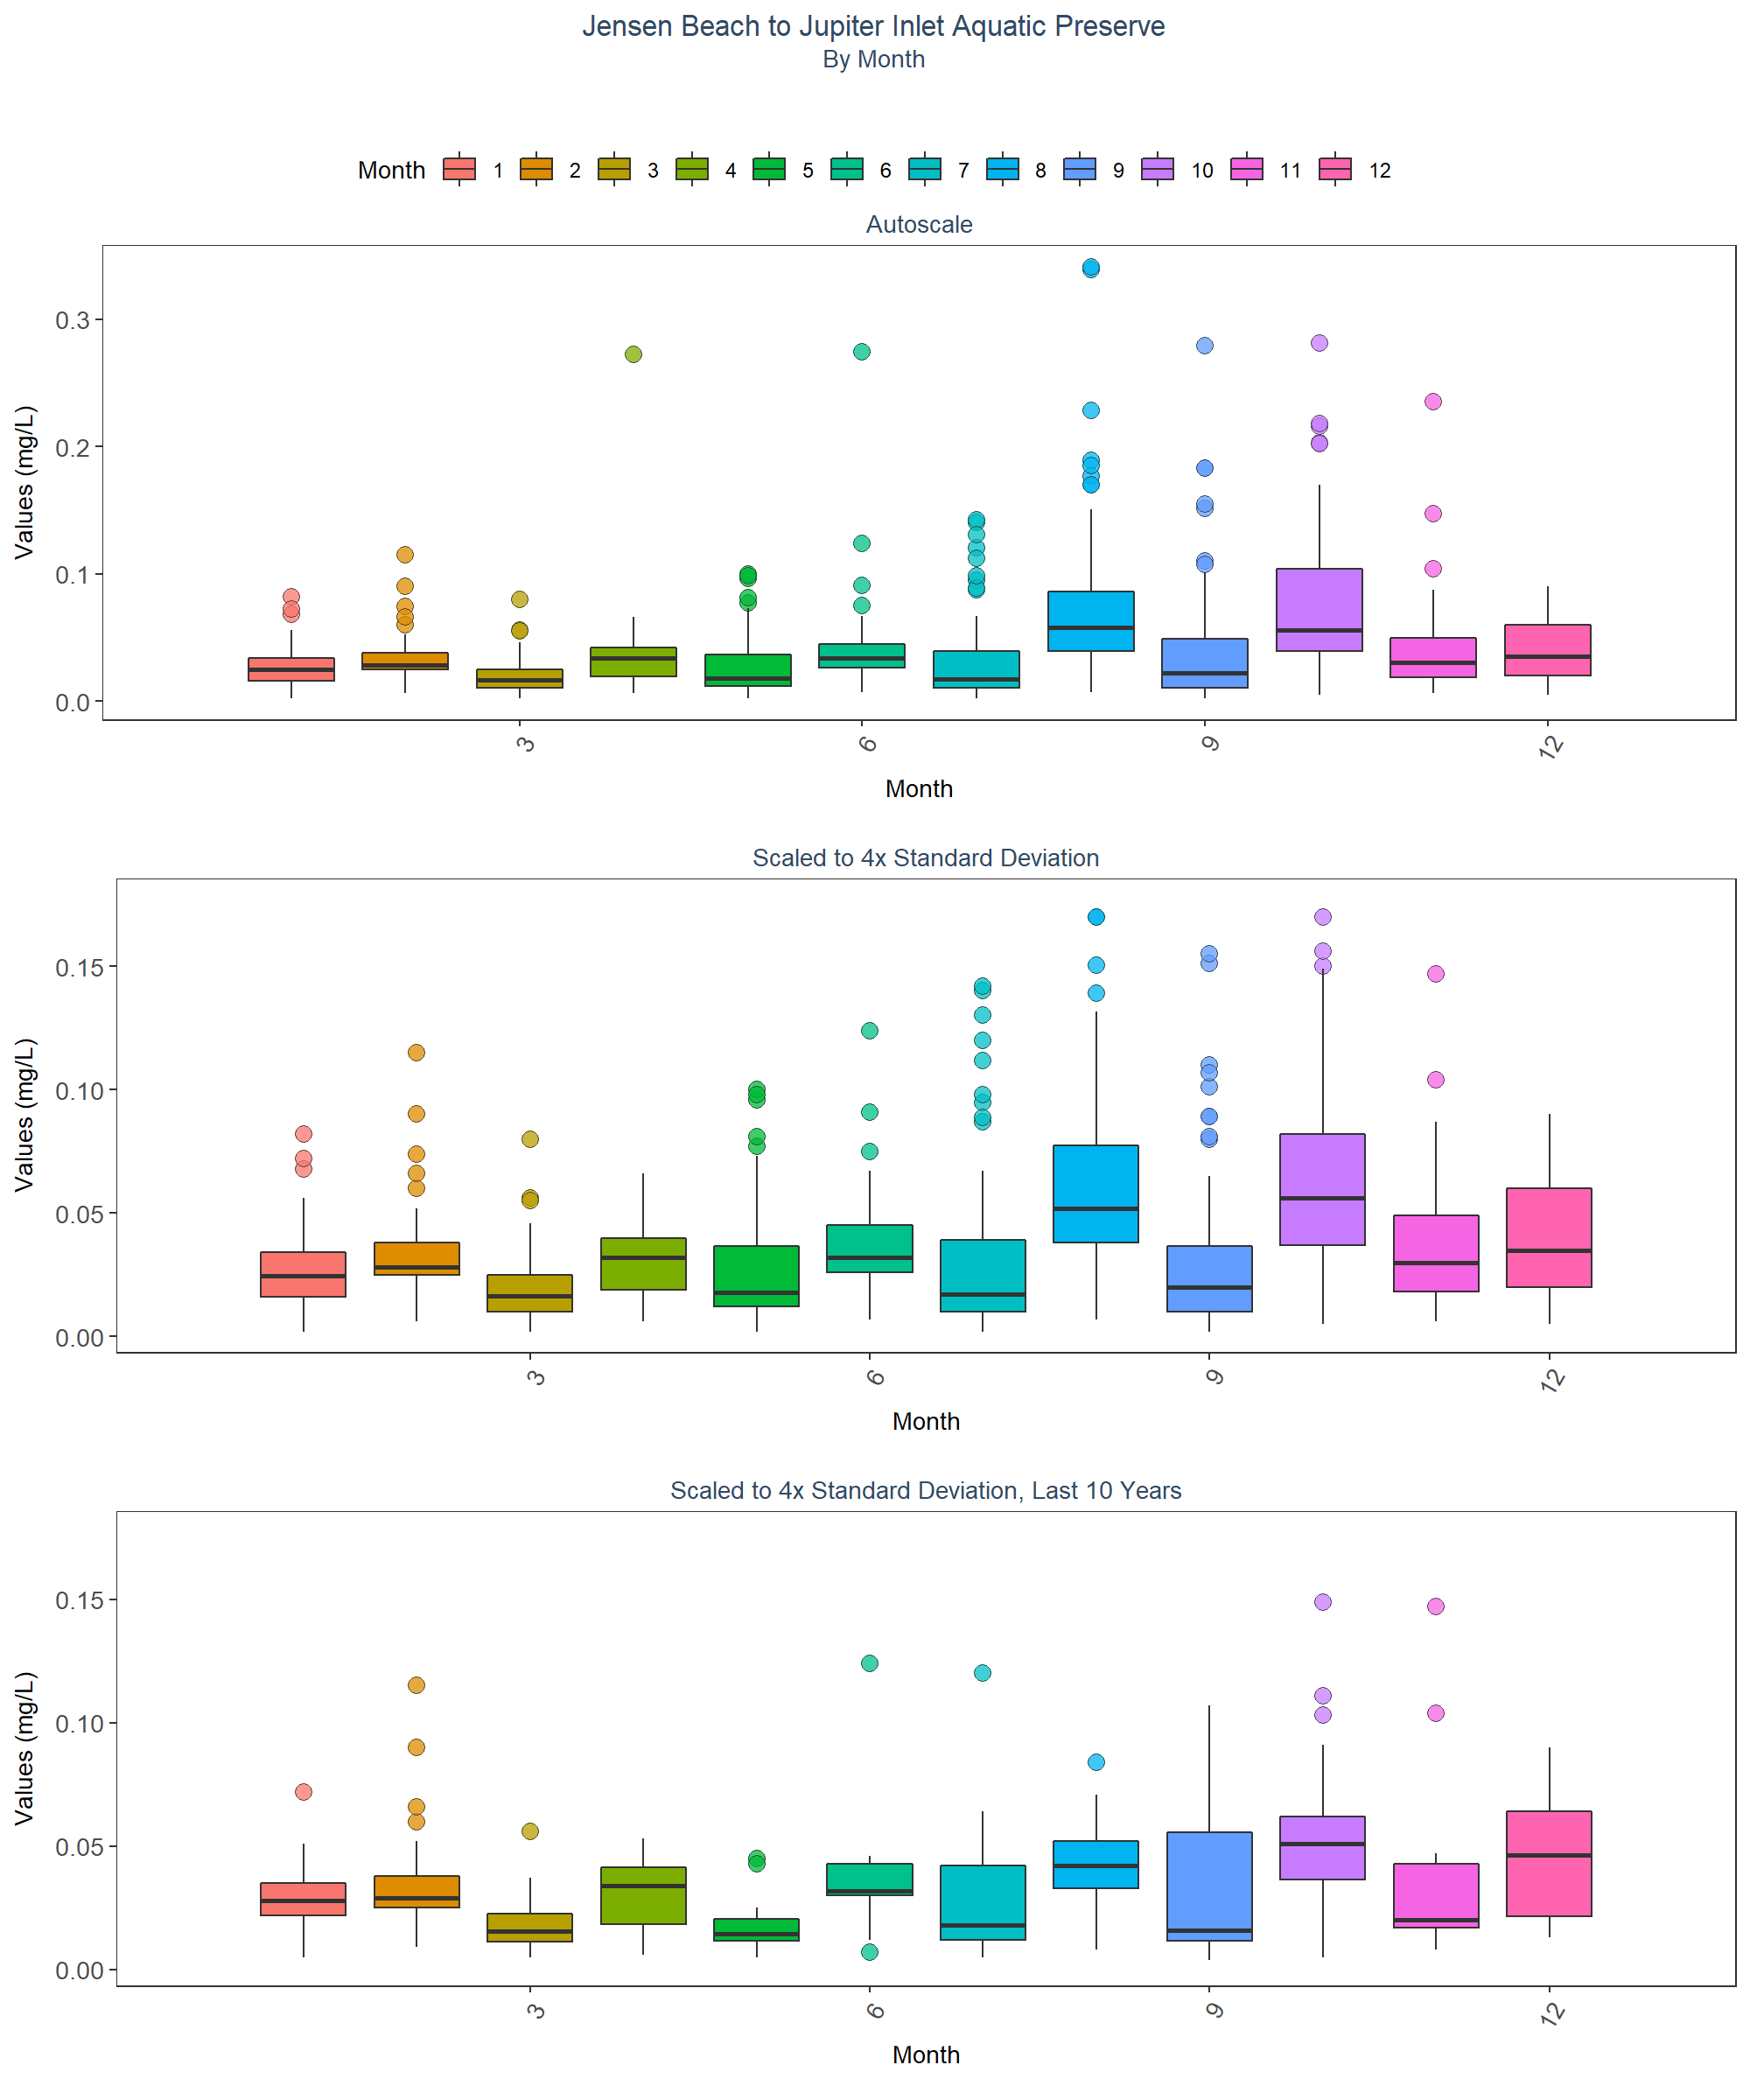 Jensen Beach to Jupiter Inlet Aquatic Preserve
By Month
Month 1 2 3 4 5 6 7 8 9 10 11 12
Autoscale
Values (mg/L)
0.3
0.2
0.1
0.0
3 6 9 12
Month
Scaled to 4x Standard Deviation
Values (mg/L)
0.15
0.10
0.05
0.00
3 6 9 12
Month
Scaled to 4x Standard Deviation, Last 10 Years
Values (mg/L)
0.15
0.10
0.05
0.00
3 6 9 12
Month